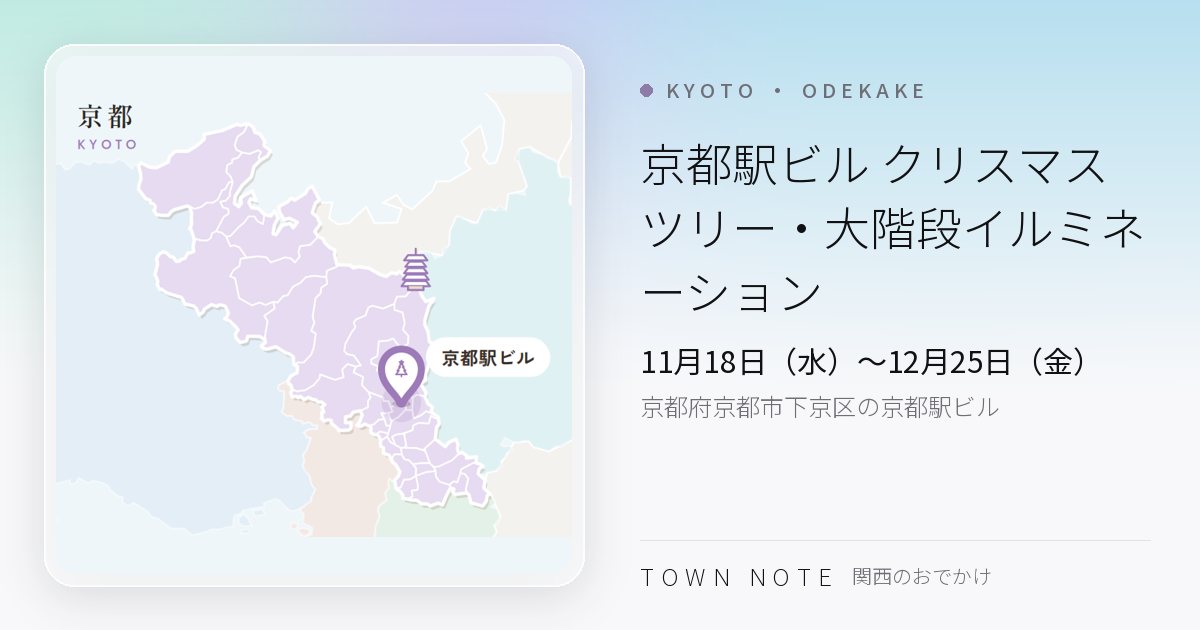 京都
KYOTO
京都駅ビル
KYOTO • ODEKAKE
京都駅ビル クリスマス
ツリー・大階段イルミネ
ーション
11月18日（水）〜12月25日（金）
京都府京都市下京区の京都駅ビル
TOWN NOTE 関西のおでかけ